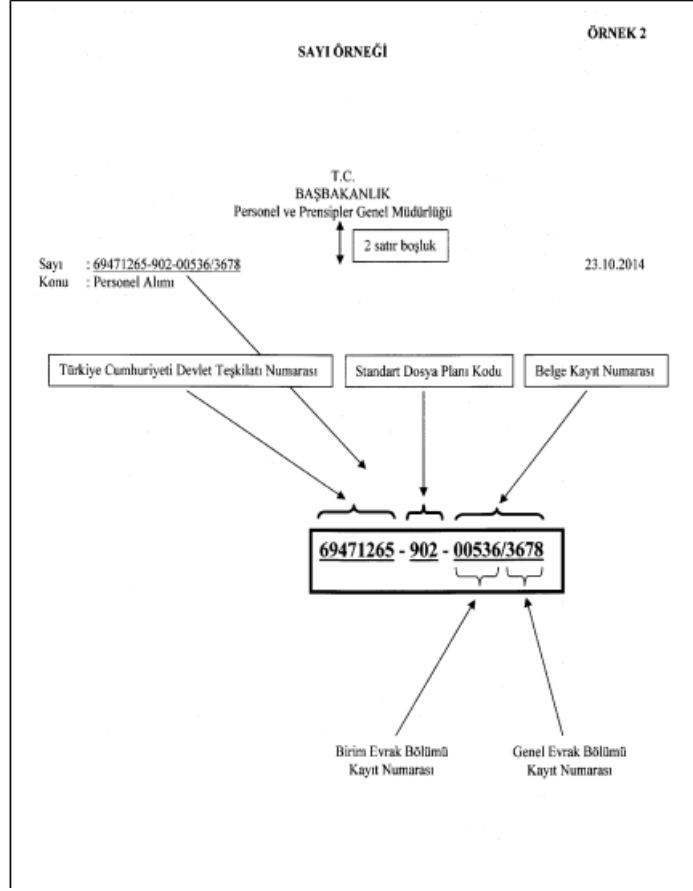 ÖRNEK 2
SAYI ÖRNEĞİ
T.C.
BAŞBAKANLIK
Personel ve Prensipler Genel Müdürlüğü
2 satır boşluk
Sayı : 69471265-902-00536/3678 23.10.2014
Konu : Personel Alımı
Türkiye Cumhuriyeti Devlet Teşkilatı Numarası Standart Dosya Planı Kodu Belge Kayıt Numarası
69471265 - 902 - 00536/3678
Birim Evrak Bölümü Genel Evrak Bölümü
Kayıt Numarası Kayıt Numarası